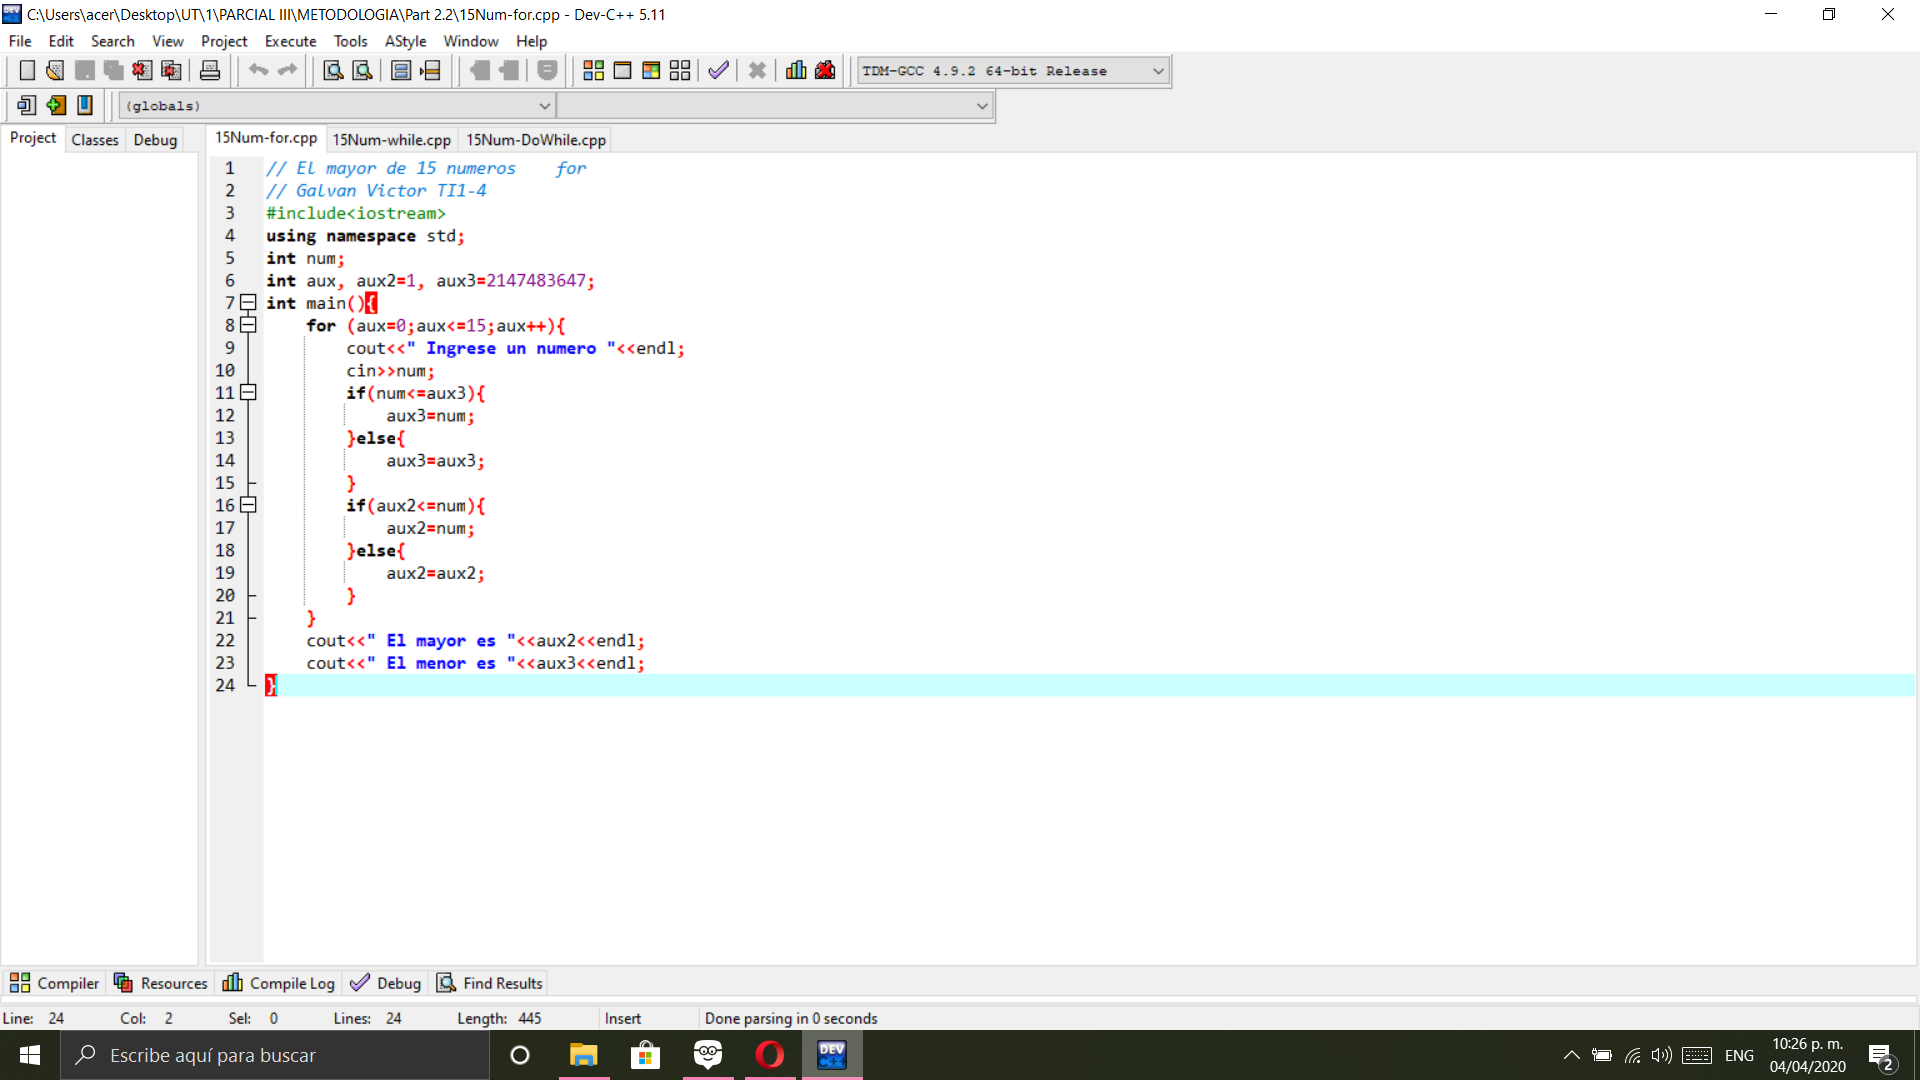 C:\Users\acer\Desktop\UT\1\PARCIAL III\METODOLOGIA\Part 2.2\15Num-for.cpp - Dev-C++ 5.11
File Edit Search View Project Execute Tools AStyle Window Help
TDM-GCC 4.9.2 64-bit Release
(globals)
Project Classes Debug
15Num-for.cpp 15Num-while.cpp 15Num-DoWhile.cpp
1 // El mayor de 15 numeros    for
2 // Galvan Victor TI1-4
3 #include<iostream>
4 using namespace std;
5 int num;
6 int aux, aux2=1, aux3=2147483647;
7 int main(){
8     for (aux=0;aux<=15;aux++){
9         cout<<" Ingrese un numero "<<endl;
10         cin>>num;
11         if(num<=aux3){
12             aux3=num;
13         }else{
14             aux3=aux3;
15         }
16         if(aux2<=num){
17             aux2=num;
18         }else{
19             aux2=aux2;
20         }
21     }
22     cout<<" El mayor es "<<aux2<<endl;
23     cout<<" El menor es "<<aux3<<endl;
24 }
Compiler Resources Compile Log Debug Find Results
Line: 24 Col: 2 Sel: 0 Lines: 24 Length: 445 Insert Done parsing in 0 seconds
Escribe aquí para buscar
DEV C++
ENG
10:26 p. m.
04/04/2020
2